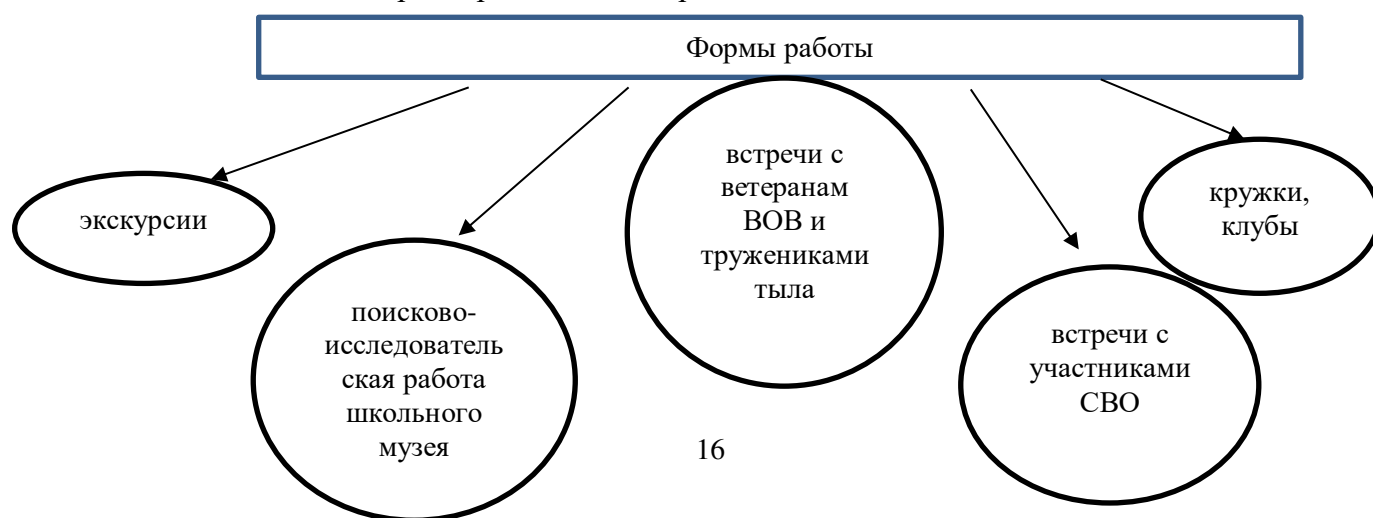 Формы работы
экскурсии
поисково-
исследователь
ская работа
школьного
музея
встречи с
ветеранам
ВОВ и
тружениками
тыла
встречи с
участниками
СВО
кружки,
клубы
16